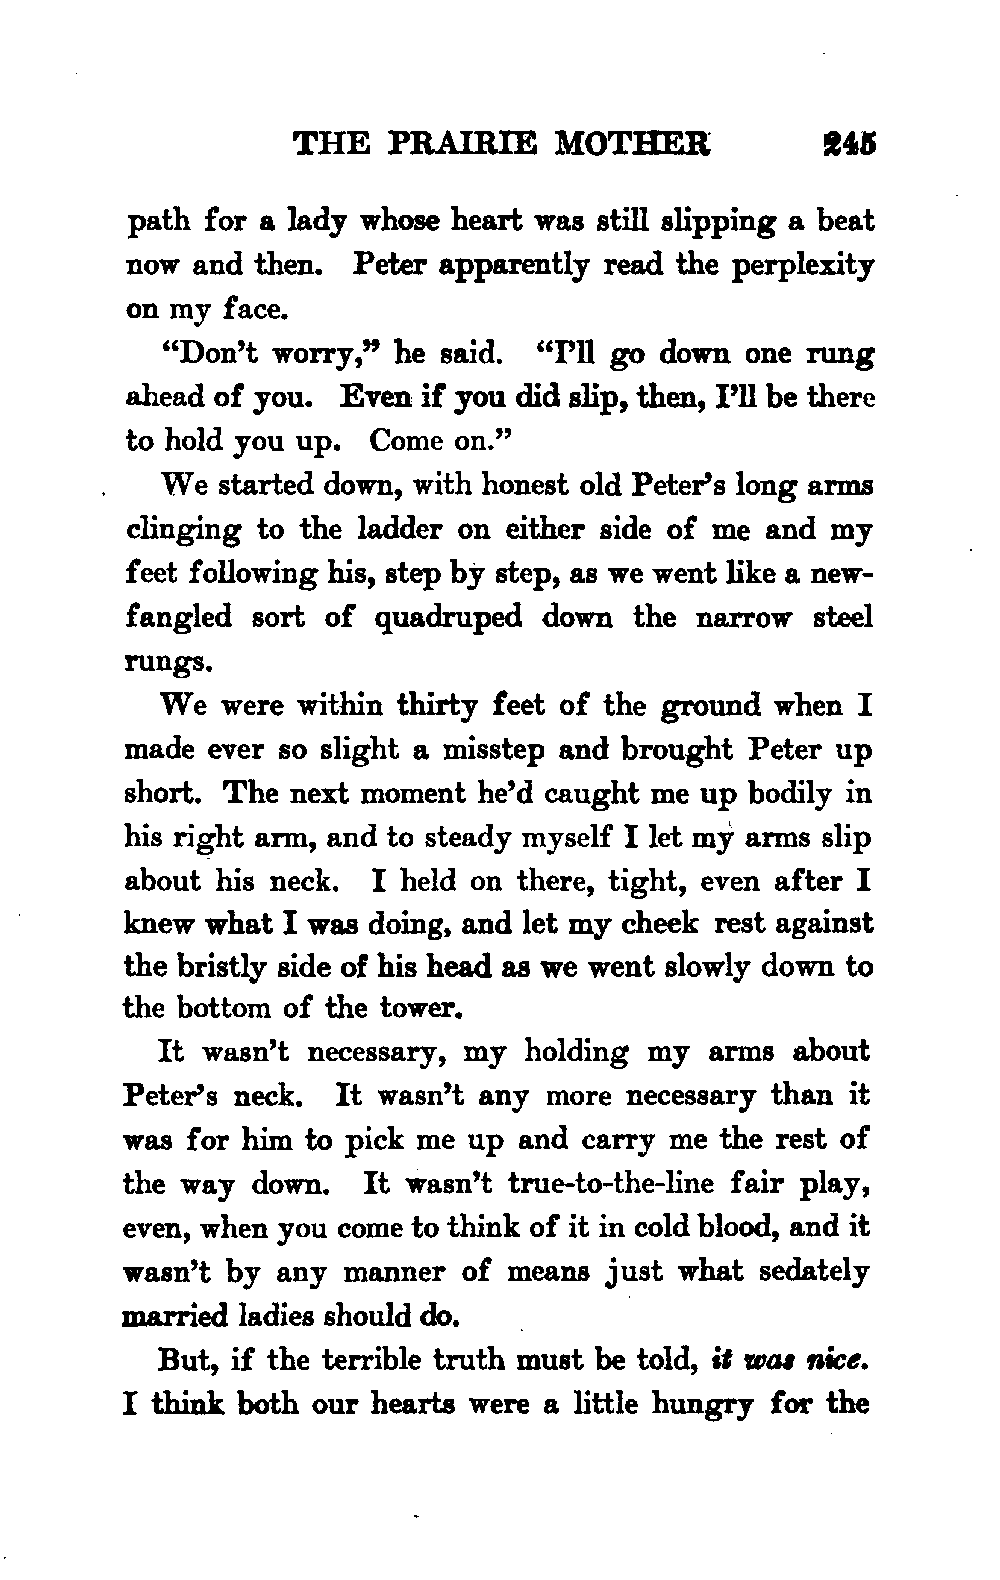 THE PRAIRIE MOTHER 245
path for a lady whose heart was still slipping a beat
now and then. Peter apparently read the perplexity
on my face.
“Don’t worry,” he said. “I’ll go down one rung
ahead of you. Even if you did slip, then, I’ll be there
to hold you up. Come on.”
We started down, with honest old Peter’s long arms
clinging to the ladder on either side of me and my
feet following his, step by step, as we went like a new-
fangled sort of quadruped down the narrow steel
rungs.
We were within thirty feet of the ground when I
made ever so slight a misstep and brought Peter up
short. The next moment he’d caught me up bodily in
his right arm, and to steady myself I let my arms slip
about his neck. I held on there, tight, even after I
knew what I was doing, and let my cheek rest against
the bristly side of his head as we went slowly down to
the bottom of the tower.
It wasn’t necessary, my holding my arms about
Peter’s neck. It wasn’t any more necessary than it
was for him to pick me up and carry me the rest of
the way down. It wasn’t true-to-the-line fair play,
even, when you come to think of it in cold blood, and it
wasn’t by any manner of means just what sedately
married ladies should do.
But, if the terrible truth must be told, it was nice.
I think both our hearts were a little hungry for the